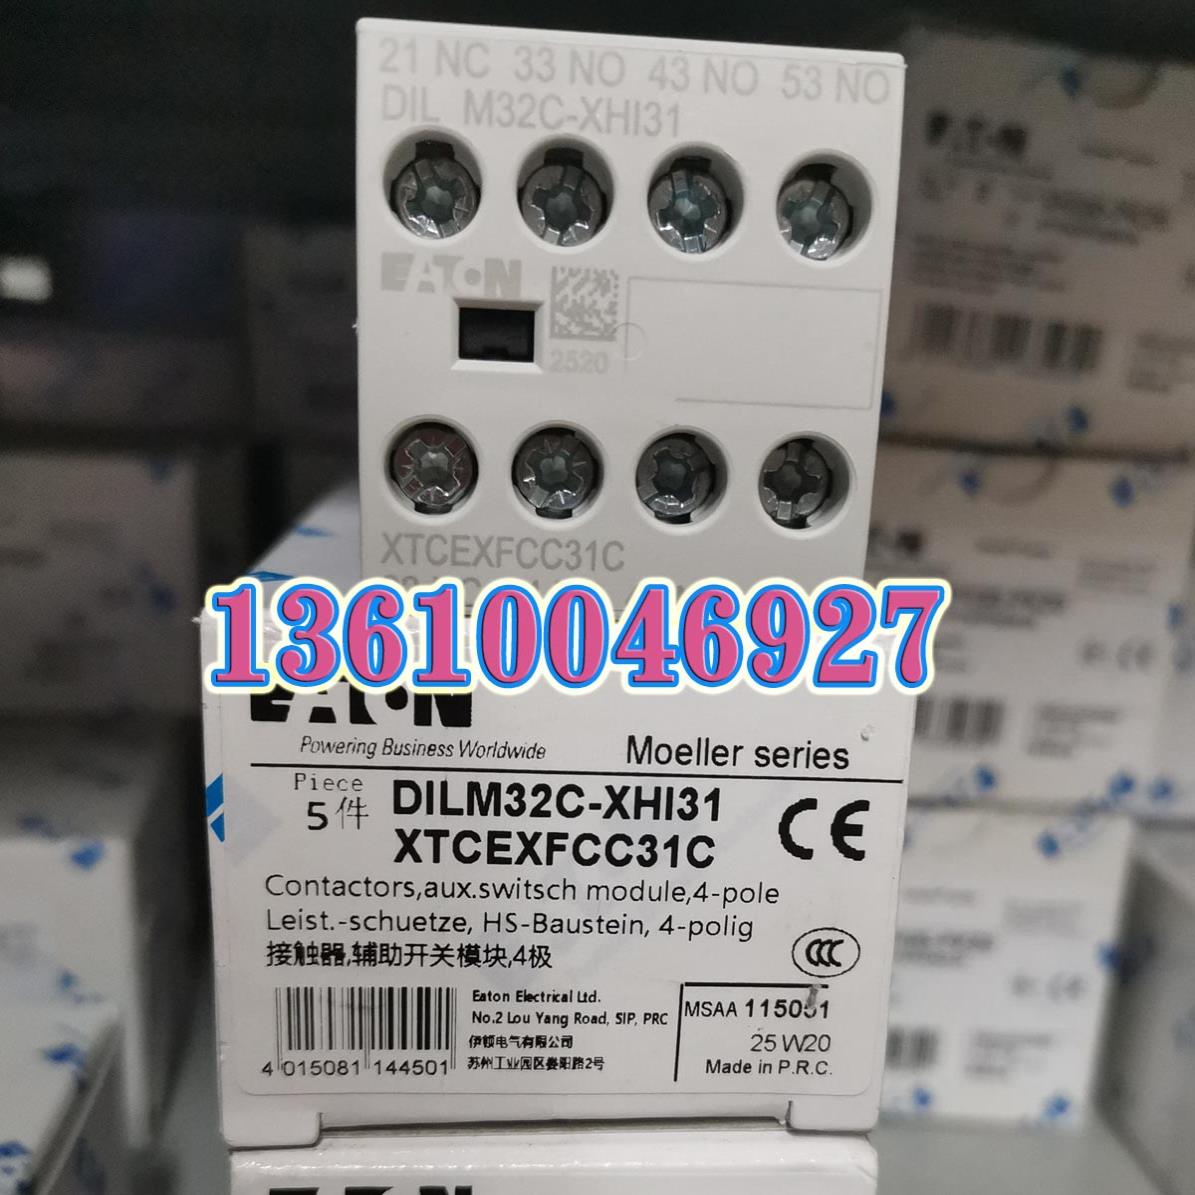 21 NC 33 NO 43 NO 53 NO
DIL M32C-XHI31
EATON
2520
XTCEXFCC31C
13610046927
EATON
Powering Business Worldwide
Moeller series
Piece
5件
DILM32C-XHI31
XTCEXFCC31C
CE
Contactors,aux.switsch module,4-pole
Leist.-schuetze, HS-Baustein, 4-polig
接触器,辅助开关模块,4极
CCC
Eaton Electrical Ltd.
No.2 Lou Yang Road, SIP, PRC
伊顿电气有限公司
苏州工业园区娄阳路2号
4 015081 144501
MSAA 115051
25 W20
Made in P.R.C.
EATON
EATON
EATON